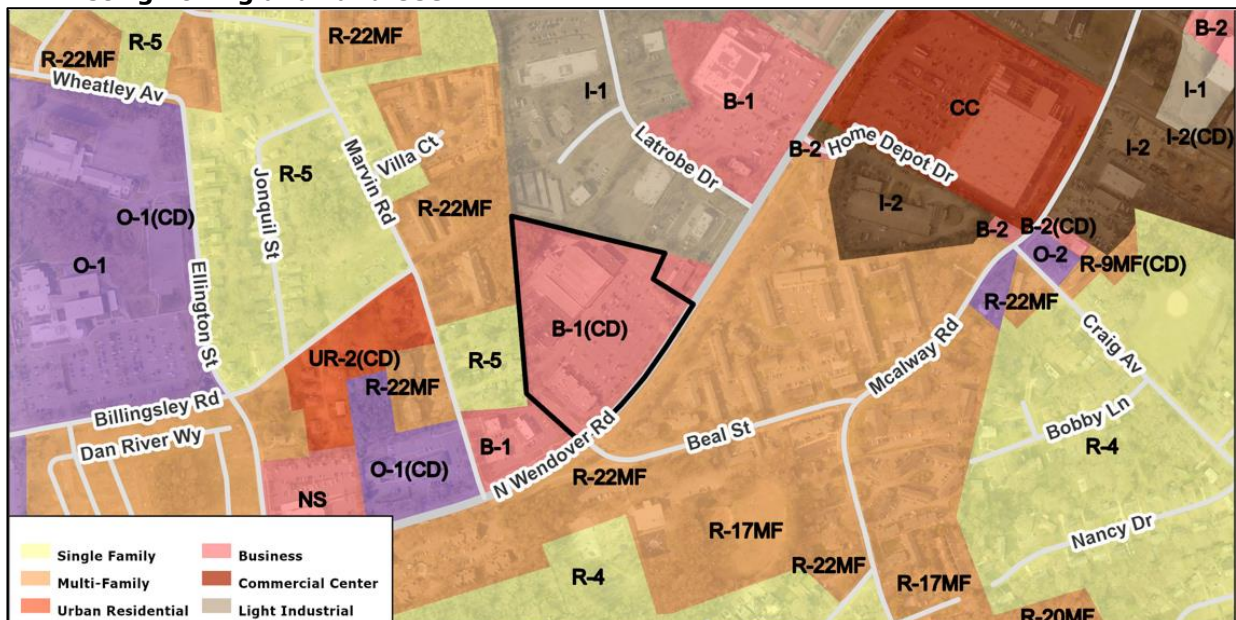 R-5
R-22MF
R-22MF
B-2
Wheatley Av
I-1
B-1
CC
I-1
I-2(CD)
Latrobe Dr
B-2
Home Depot Dr
I-2
Villa Ct
Marvin Rd
R-5
Jonquil St
R-22MF
I-2
O-1(CD)
B-2
B-2(CD)
O-2
R-9MF(CD)
O-1
Ellington St
R-22MF
B-1(CD)
Craig Av
Mcalway Rd
UR-2(CD)
R-5
R-22MF
Billingsley Rd
Bobby Ln
Dan River Wy
Beal St
R-4
B-1
N Wendover Rd
O-1(CD)
R-22MF
NS
R-17MF
Nancy Dr
R-4
R-22MF
R-17MF
R-20MF
Single Family
Business
Multi-Family
Commercial Center
Urban Residential
Light Industrial